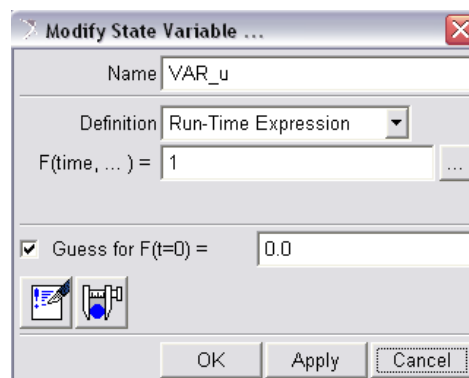 Modify State Variable ...
Name VAR_u
Definition Run-Time Expression
F(time, ... ) = 1 ...
Guess for F(t=0) = 0.0
OK Apply Cancel